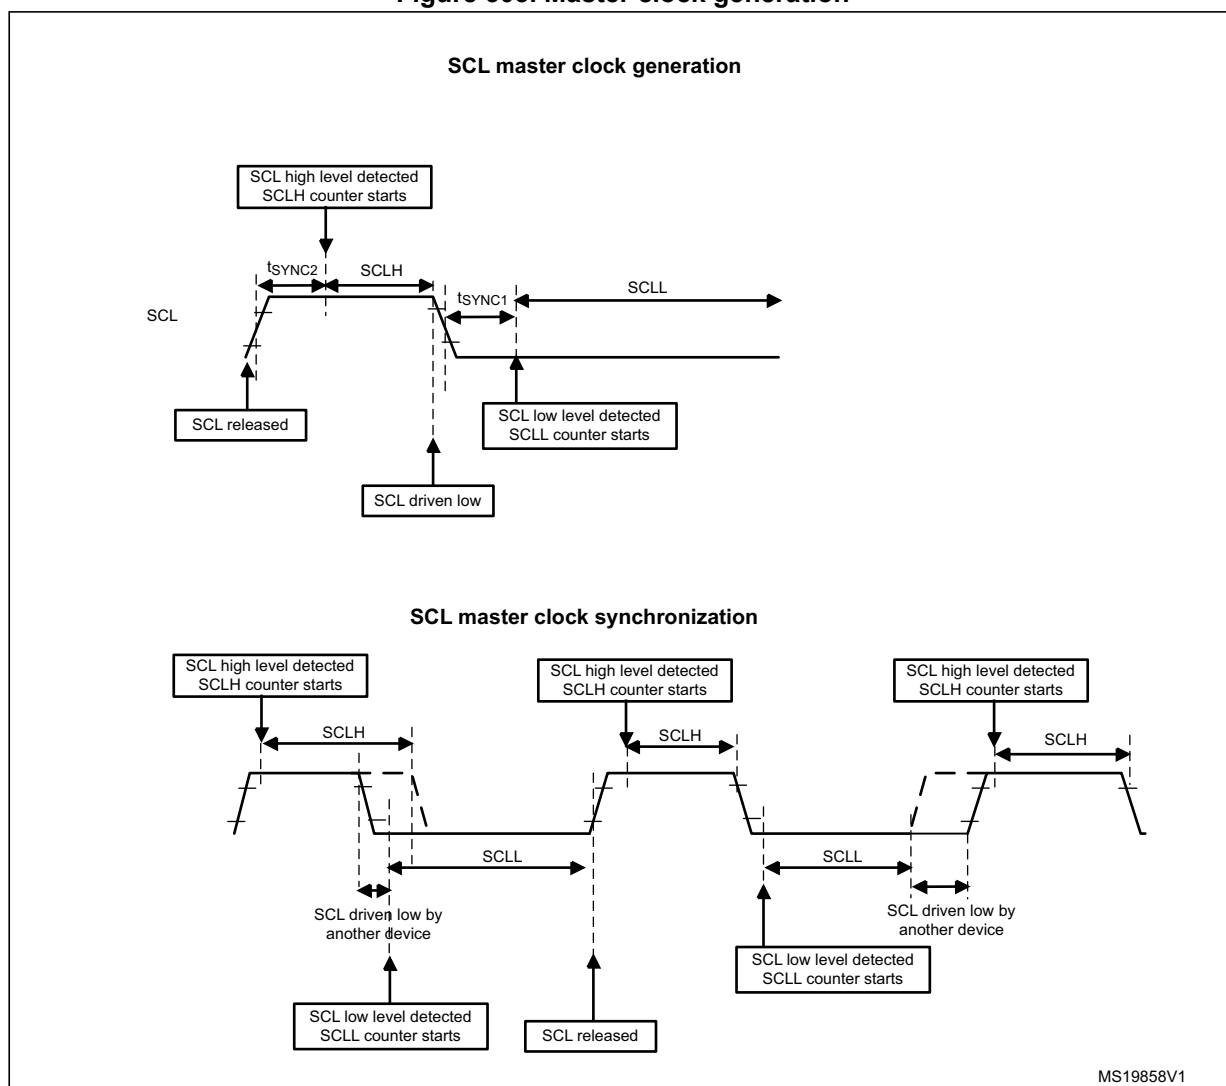 SCL master clock generation
SCL high level detected
SCLH counter starts
tSYNC2
SCLH
SCLL
tSYNC1
SCL
SCL released
SCL low level detected
SCLL counter starts
SCL driven low
SCL master clock synchronization
SCL high level detected
SCLH counter starts
SCL high level detected
SCLH counter starts
SCL high level detected
SCLH counter starts
SCLH
SCLH
SCLH
SCLL
SCLL
SCL driven low by
another device
SCL driven low by
another device
SCL low level detected
SCLL counter starts
SCL low level detected
SCLL counter starts
SCL released
MS19858V1